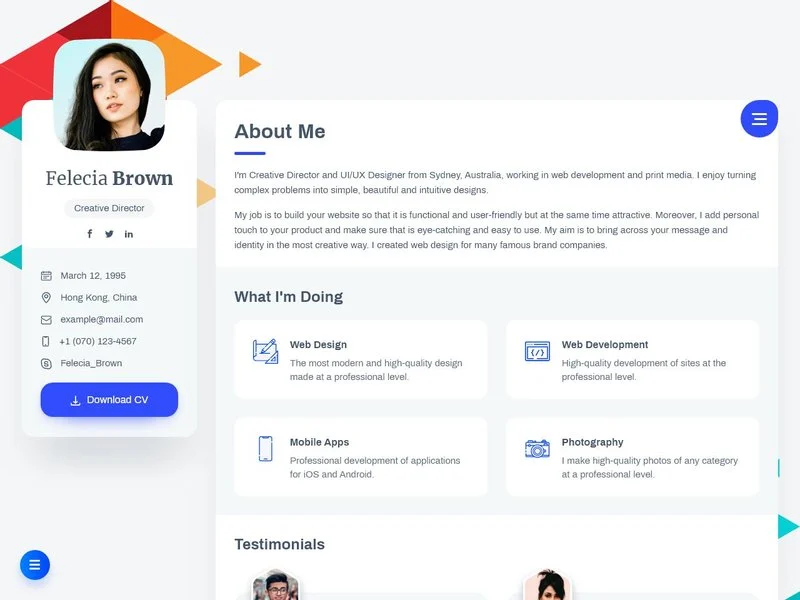 Felecia Brown
Creative Director
March 12, 1995
Hong Kong, China
example@mail.com
+1 (070) 123-4567
Felecia_Brown
Download CV
About Me
I'm Creative Director and UI/UX Designer from Sydney, Australia, working in web development and print media. I enjoy turning
complex problems into simple, beautiful and intuitive designs.
My job is to build your website so that it is functional and user-friendly but at the same time attractive. Moreover, I add personal
touch to your product and make sure that is eye-catching and easy to use. My aim is to bring across your message and
identity in the most creative way. I created web design for many famous brand companies.
What I'm Doing
Web Design
The most modern and high-quality design
made at a professional level.
Web Development
High-quality development of sites at the
professional level.
Mobile Apps
Professional development of applications
for iOS and Android.
Photography
I make high-quality photos of any category
at a professional level.
Testimonials